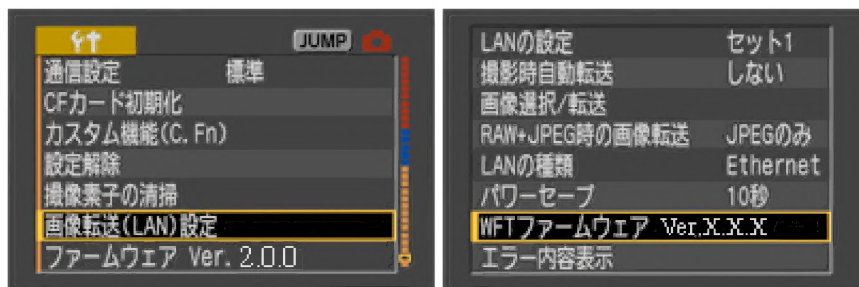 JUMP
通信設定 標準
CFカード初期化
カスタム機能(C.Fn)
設定解除
撮像素子の清掃
画像転送(LAN)設定
ファームウェア Ver. 2.0.0
LANの設定 セット1
撮影時自動転送 しない
画像選択/転送
RAW+JPEG時の画像転送 JPEGのみ
LANの種類 Ethernet
パワーセーブ 10秒
WFTファームウェア Ver.X.X.X
エラー内容表示